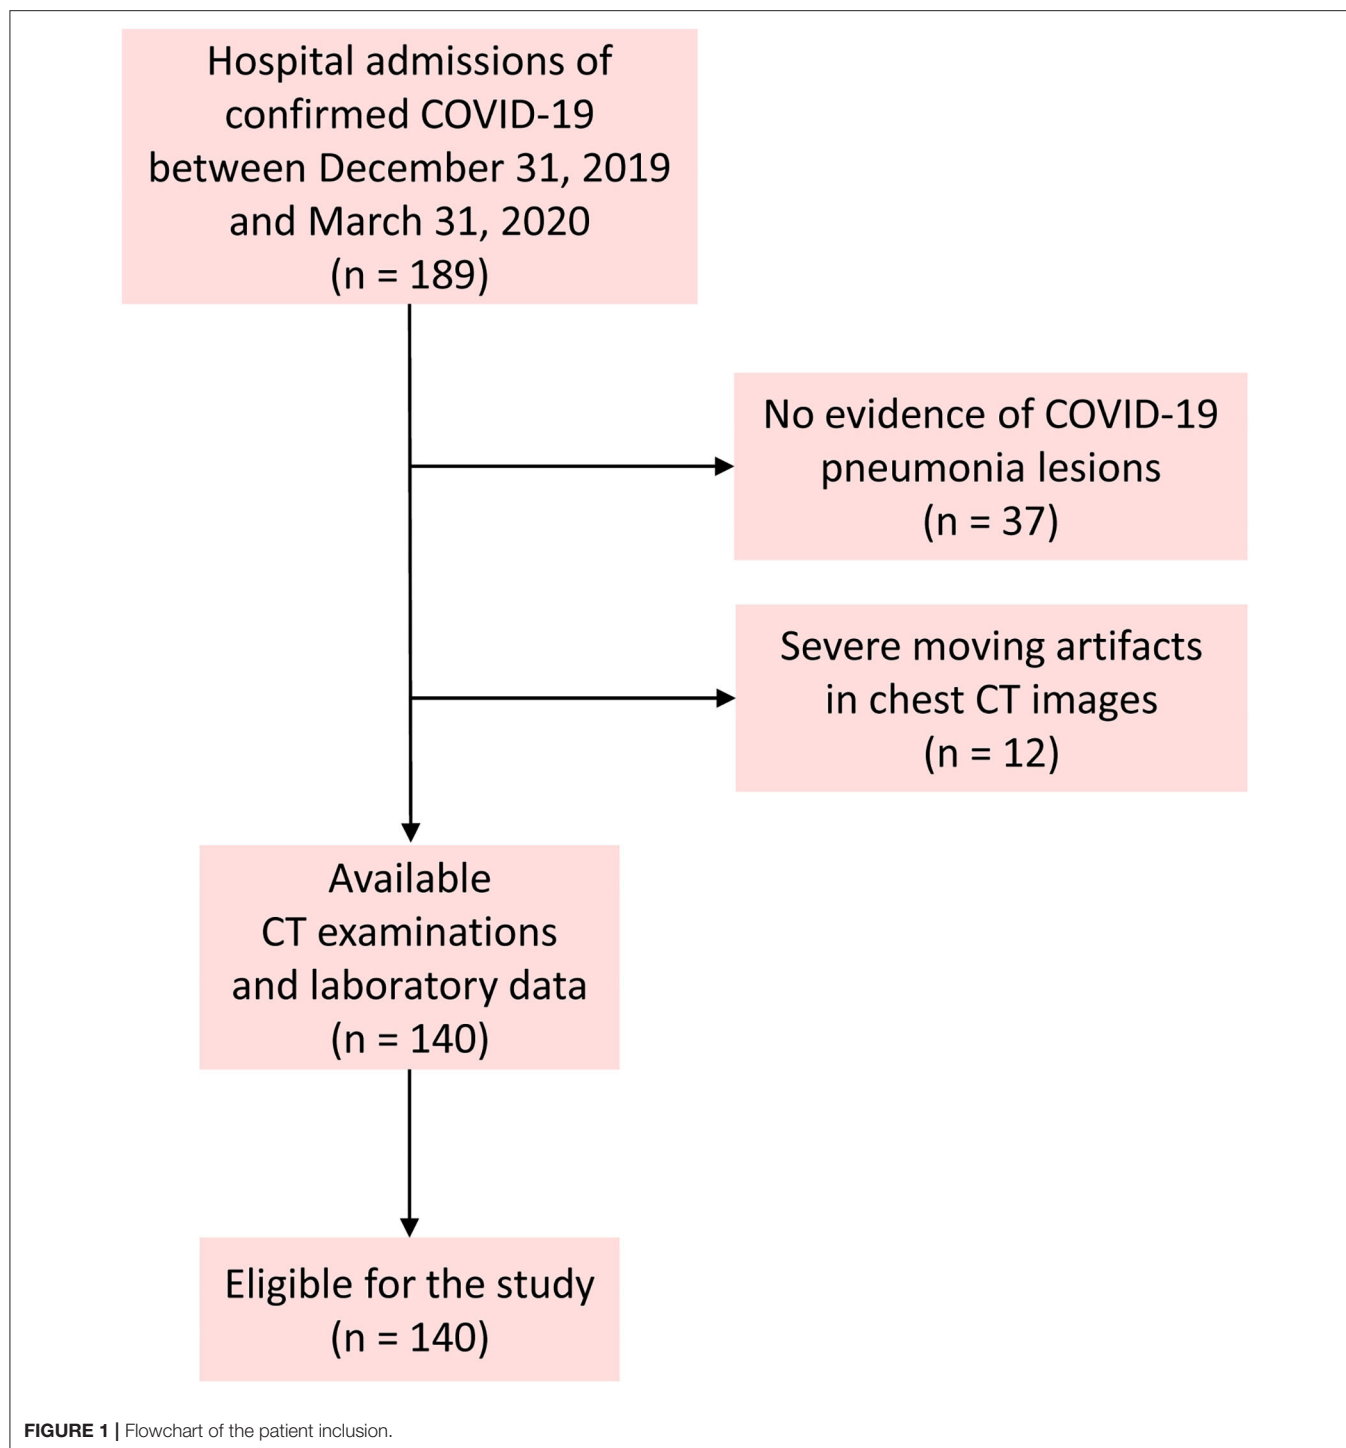 Hospital admissions of
confirmed COVID-19
between December 31, 2019
and March 31, 2020
(n = 189)
No evidence of COVID-19
pneumonia lesions
(n = 37)
Severe moving artifacts
in chest CT images
(n = 12)
Available
CT examinations
and laboratory data
(n = 140)
Eligible for the study
(n = 140)
FIGURE 1 | Flowchart of the patient inclusion.